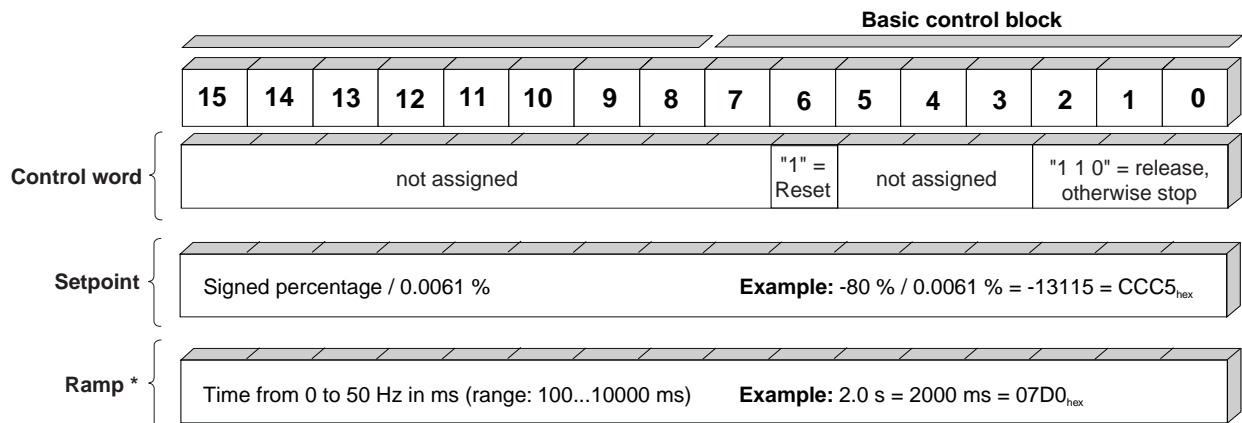 Basic control block
15 14 13 12 11 10 9 8 7 6 5 4 3 2 1 0
Control word
not assigned
"1" =
Reset
not assigned
"1 1 0" = release,
otherwise stop
Setpoint
Signed percentage / 0.0061 %
Example: -80 % / 0.0061 % = -13115 = CCC5hex
Ramp *
Time from 0 to 50 Hz in ms (range: 100...10000 ms)
Example: 2.0 s = 2000 ms = 07D0hex